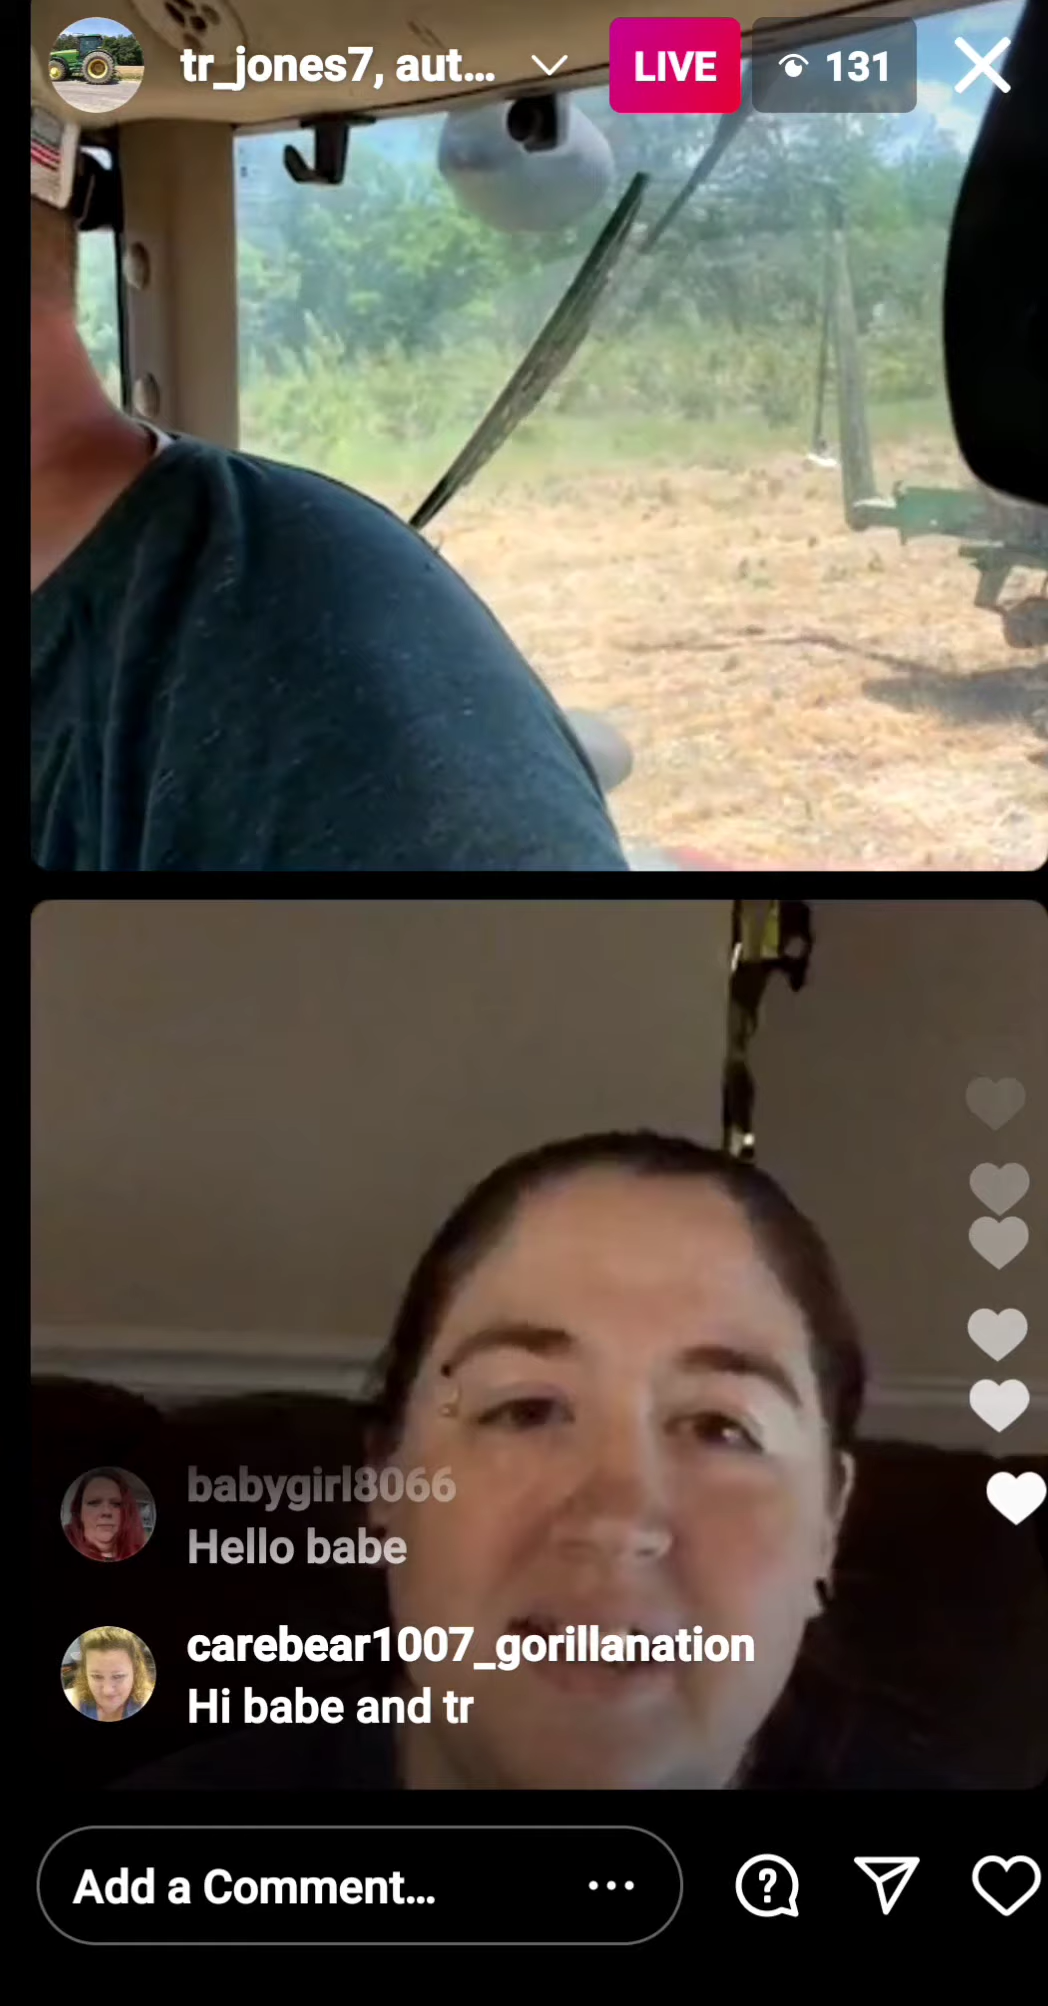 tr_jones7, aut...
LIVE
131
babygirl8066
Hello babe
carebear1007_gorillanation
Hi babe and tr
Add a Comment...